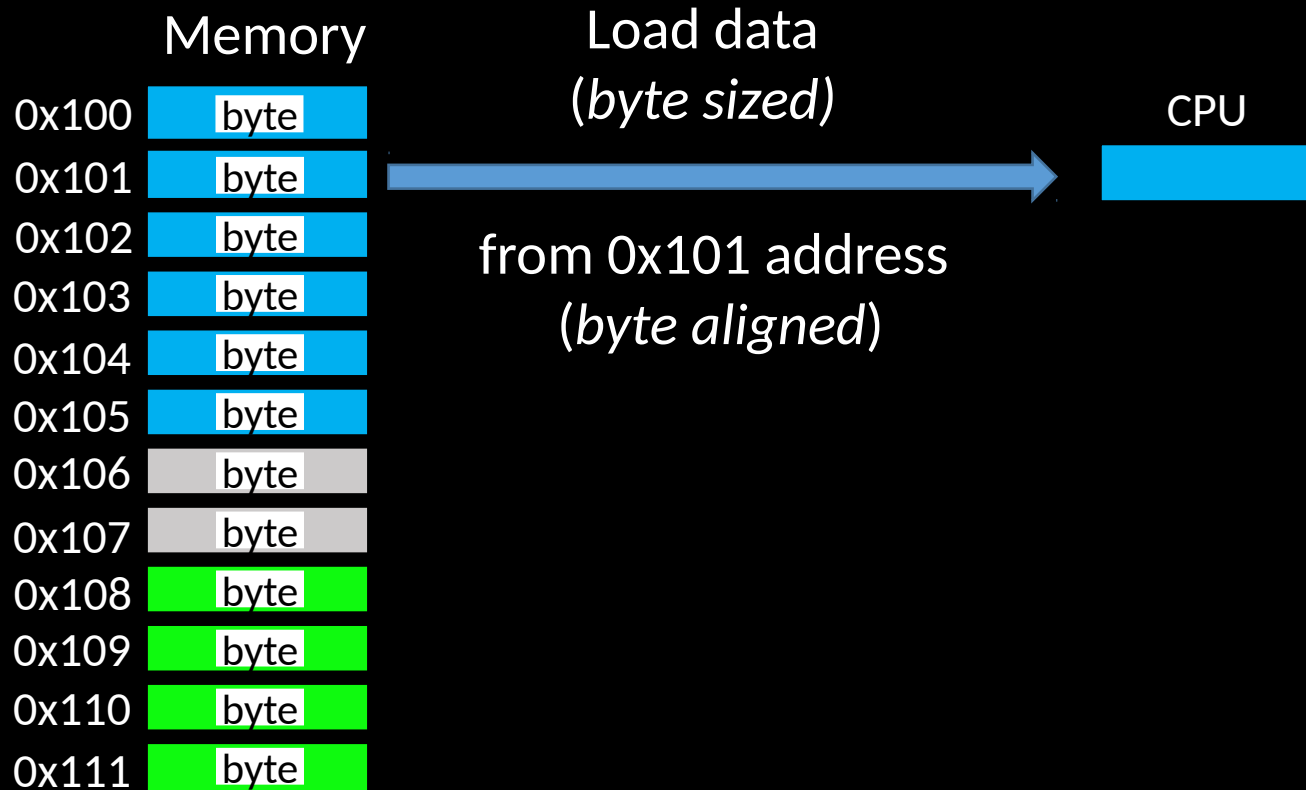 Memory
Load data
(byte sized)
CPU
0x100 byte
0x101 byte
from 0x101 address
(byte aligned)
0x102 byte
0x103 byte
0x104 byte
0x105 byte
0x106 byte
0x107 byte
0x108 byte
0x109 byte
0x110 byte
0x111 byte